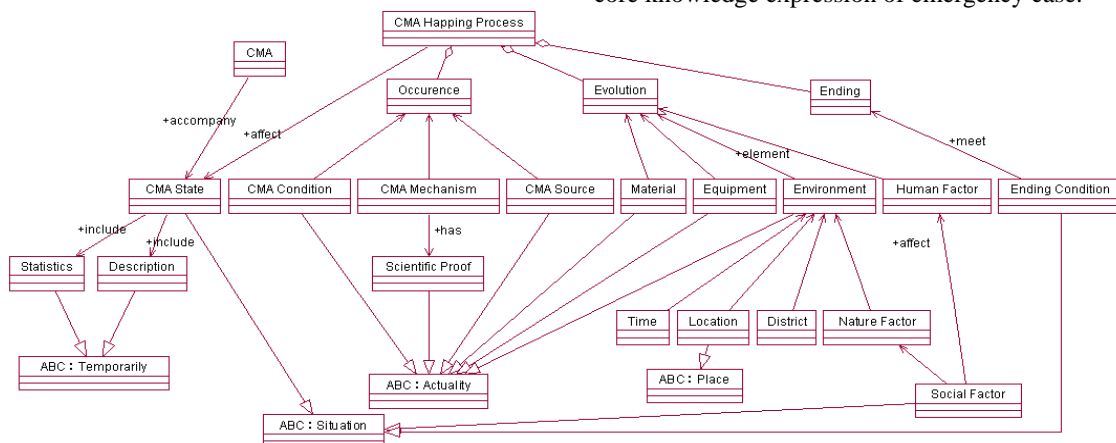 core knowledge expression of emergency case.
CMA Happing Process
CMA
Occurence
Evolution
Ending
+accompany
+affect
+meet
+element
CMA State
CMA Condition
CMA Mechanism
CMA Source
Material
Equipment
Environment
Human Factor
Ending Condition
+include
+include
+has
+affect
Statistics
Description
Scientific Proof
Time
Location
District
Nature Factor
ABC：Temporarily
ABC：Actuality
ABC：Place
Social Factor
ABC：Situation